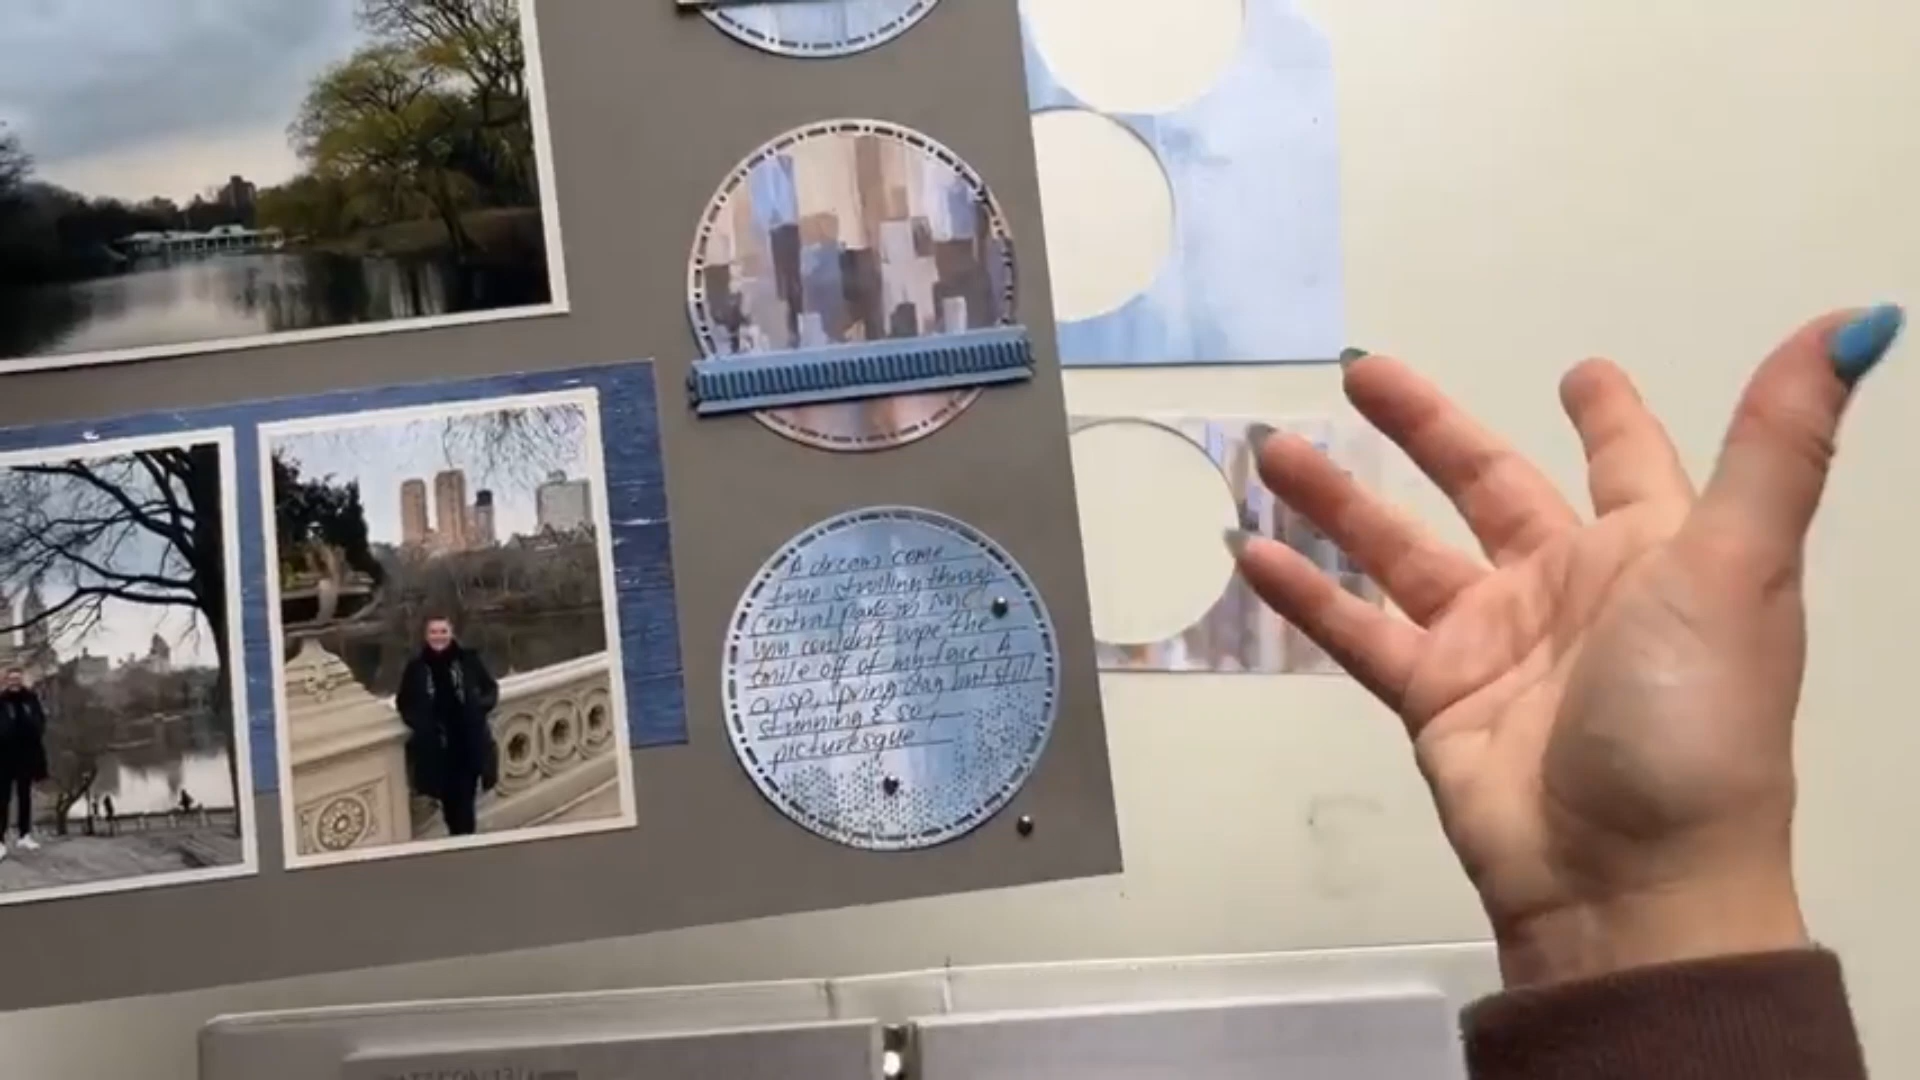 A dream come
true strolling through
Central Park in NYC
you couldn't wipe the
smile off of my face. A
crisp, spring day but still
stunning & so,
picturesque